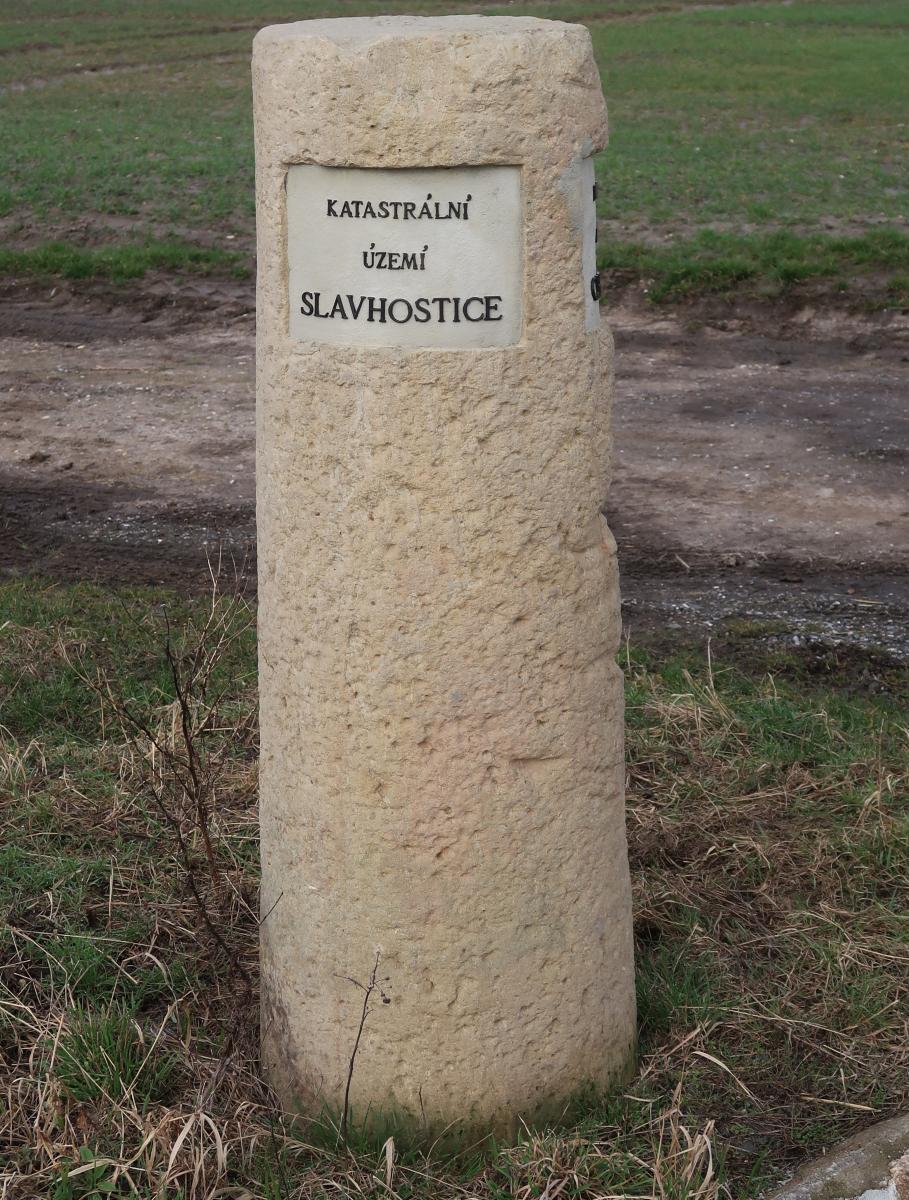 KATASTRÁLNÍ
ÚZEMÍ
SLAVHOSTICE